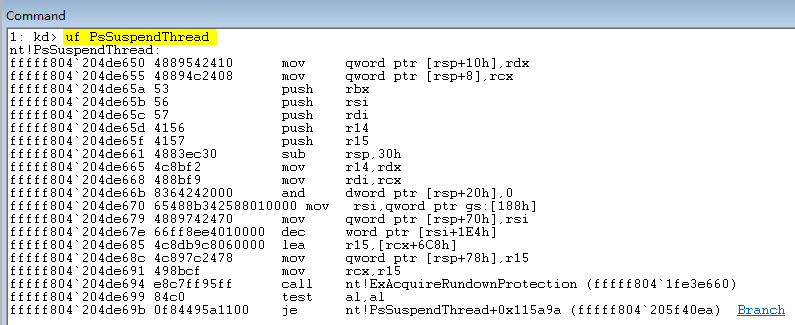 Command
1: kd> uf PsSuspendThread
nt!PsSuspendThread:
fffff804`204de650 4889542410 mov qword ptr [rsp+10h],rdx
fffff804`204de655 48894c2408 mov qword ptr [rsp+8],rcx
fffff804`204de65a 53 push rbx
fffff804`204de65b 56 push rsi
fffff804`204de65c 57 push rdi
fffff804`204de65d 4156 push r14
fffff804`204de65f 4157 push r15
fffff804`204de661 4883ec30 sub rsp,30h
fffff804`204de665 4c8bf2 mov r14,rdx
fffff804`204de668 488bf9 mov rdi,rcx
fffff804`204de66b 8364242000 and dword ptr [rsp+20h],0
fffff804`204de670 65488b342588010000 mov rsi,qword ptr gs:[188h]
fffff804`204de679 4889742470 mov qword ptr [rsp+70h],rsi
fffff804`204de67e 66ff8ee4010000 dec word ptr [rsi+1E4h]
fffff804`204de685 4c8db9c8060000 lea r15,[rcx+6C8h]
fffff804`204de68c 4c897c2478 mov qword ptr [rsp+78h],r15
fffff804`204de691 498bcf mov rcx,r15
fffff804`204de694 e8c7ff95ff call nt!ExAcquireRundownProtection (fffff804`1fe3e660)
fffff804`204de699 84c0 test al,al
fffff804`204de69b 0f84495a1100 je nt!PsSuspendThread+0x115a9a (fffff804`205f40ea) Branch